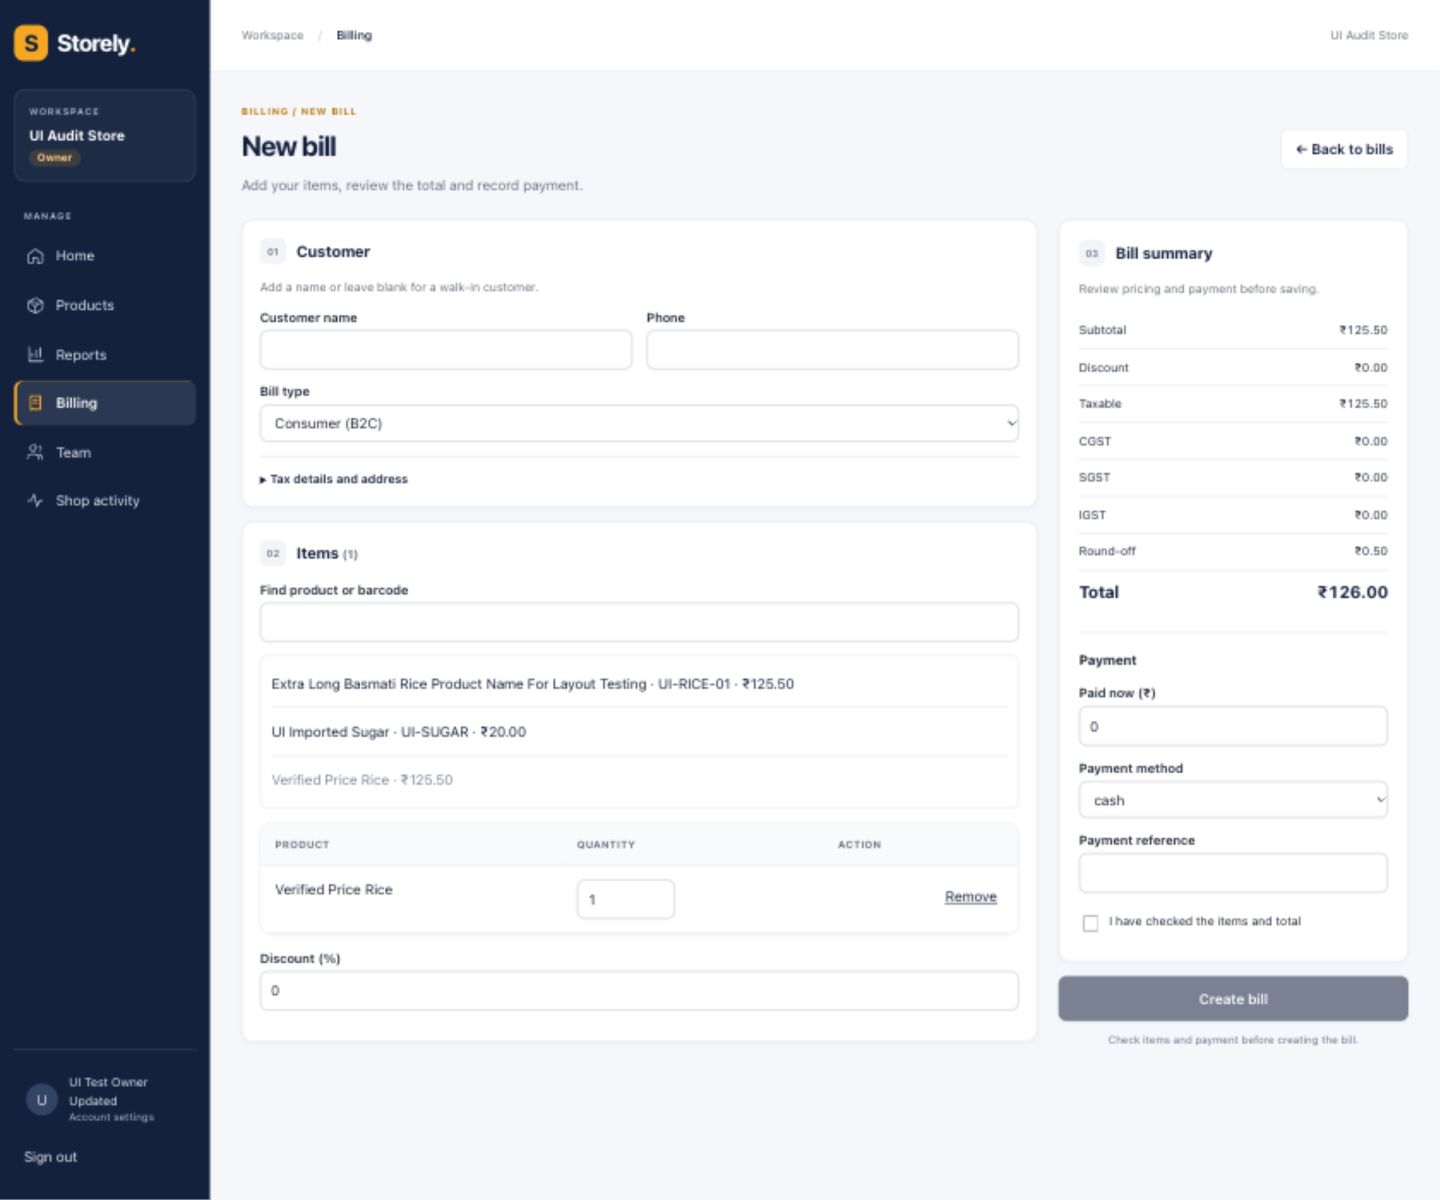 S Storely.
WORKSPACE
UI Audit Store
Owner
MANAGE
Home
Products
Reports
Billing
Team
Shop activity
U
UI Test Owner
Updated
Account settings
Sign out
Workspace / Billing
UI Audit Store
BILLING / NEW BILL
New bill
← Back to bills
Add your items, review the total and record payment.
01 Customer
Add a name or leave blank for a walk-in customer.
Customer name
Phone
Bill type
Consumer (B2C)
▸ Tax details and address
02 Items (1)
Find product or barcode
Extra Long Basmati Rice Product Name For Layout Testing · UI-RICE-01 · ₹125.50
UI Imported Sugar · UI-SUGAR · ₹20.00
Verified Price Rice · ₹125.50
PRODUCT QUANTITY ACTION
Verified Price Rice 1 Remove
Discount (%)
0
03 Bill summary
Review pricing and payment before saving.
Subtotal ₹125.50
Discount ₹0.00
Taxable ₹125.50
CGST ₹0.00
SGST ₹0.00
IGST ₹0.00
Round-off ₹0.50
Total ₹126.00
Payment
Paid now (₹)
0
Payment method
cash
Payment reference
I have checked the items and total
Create bill
Check items and payment before creating the bill.